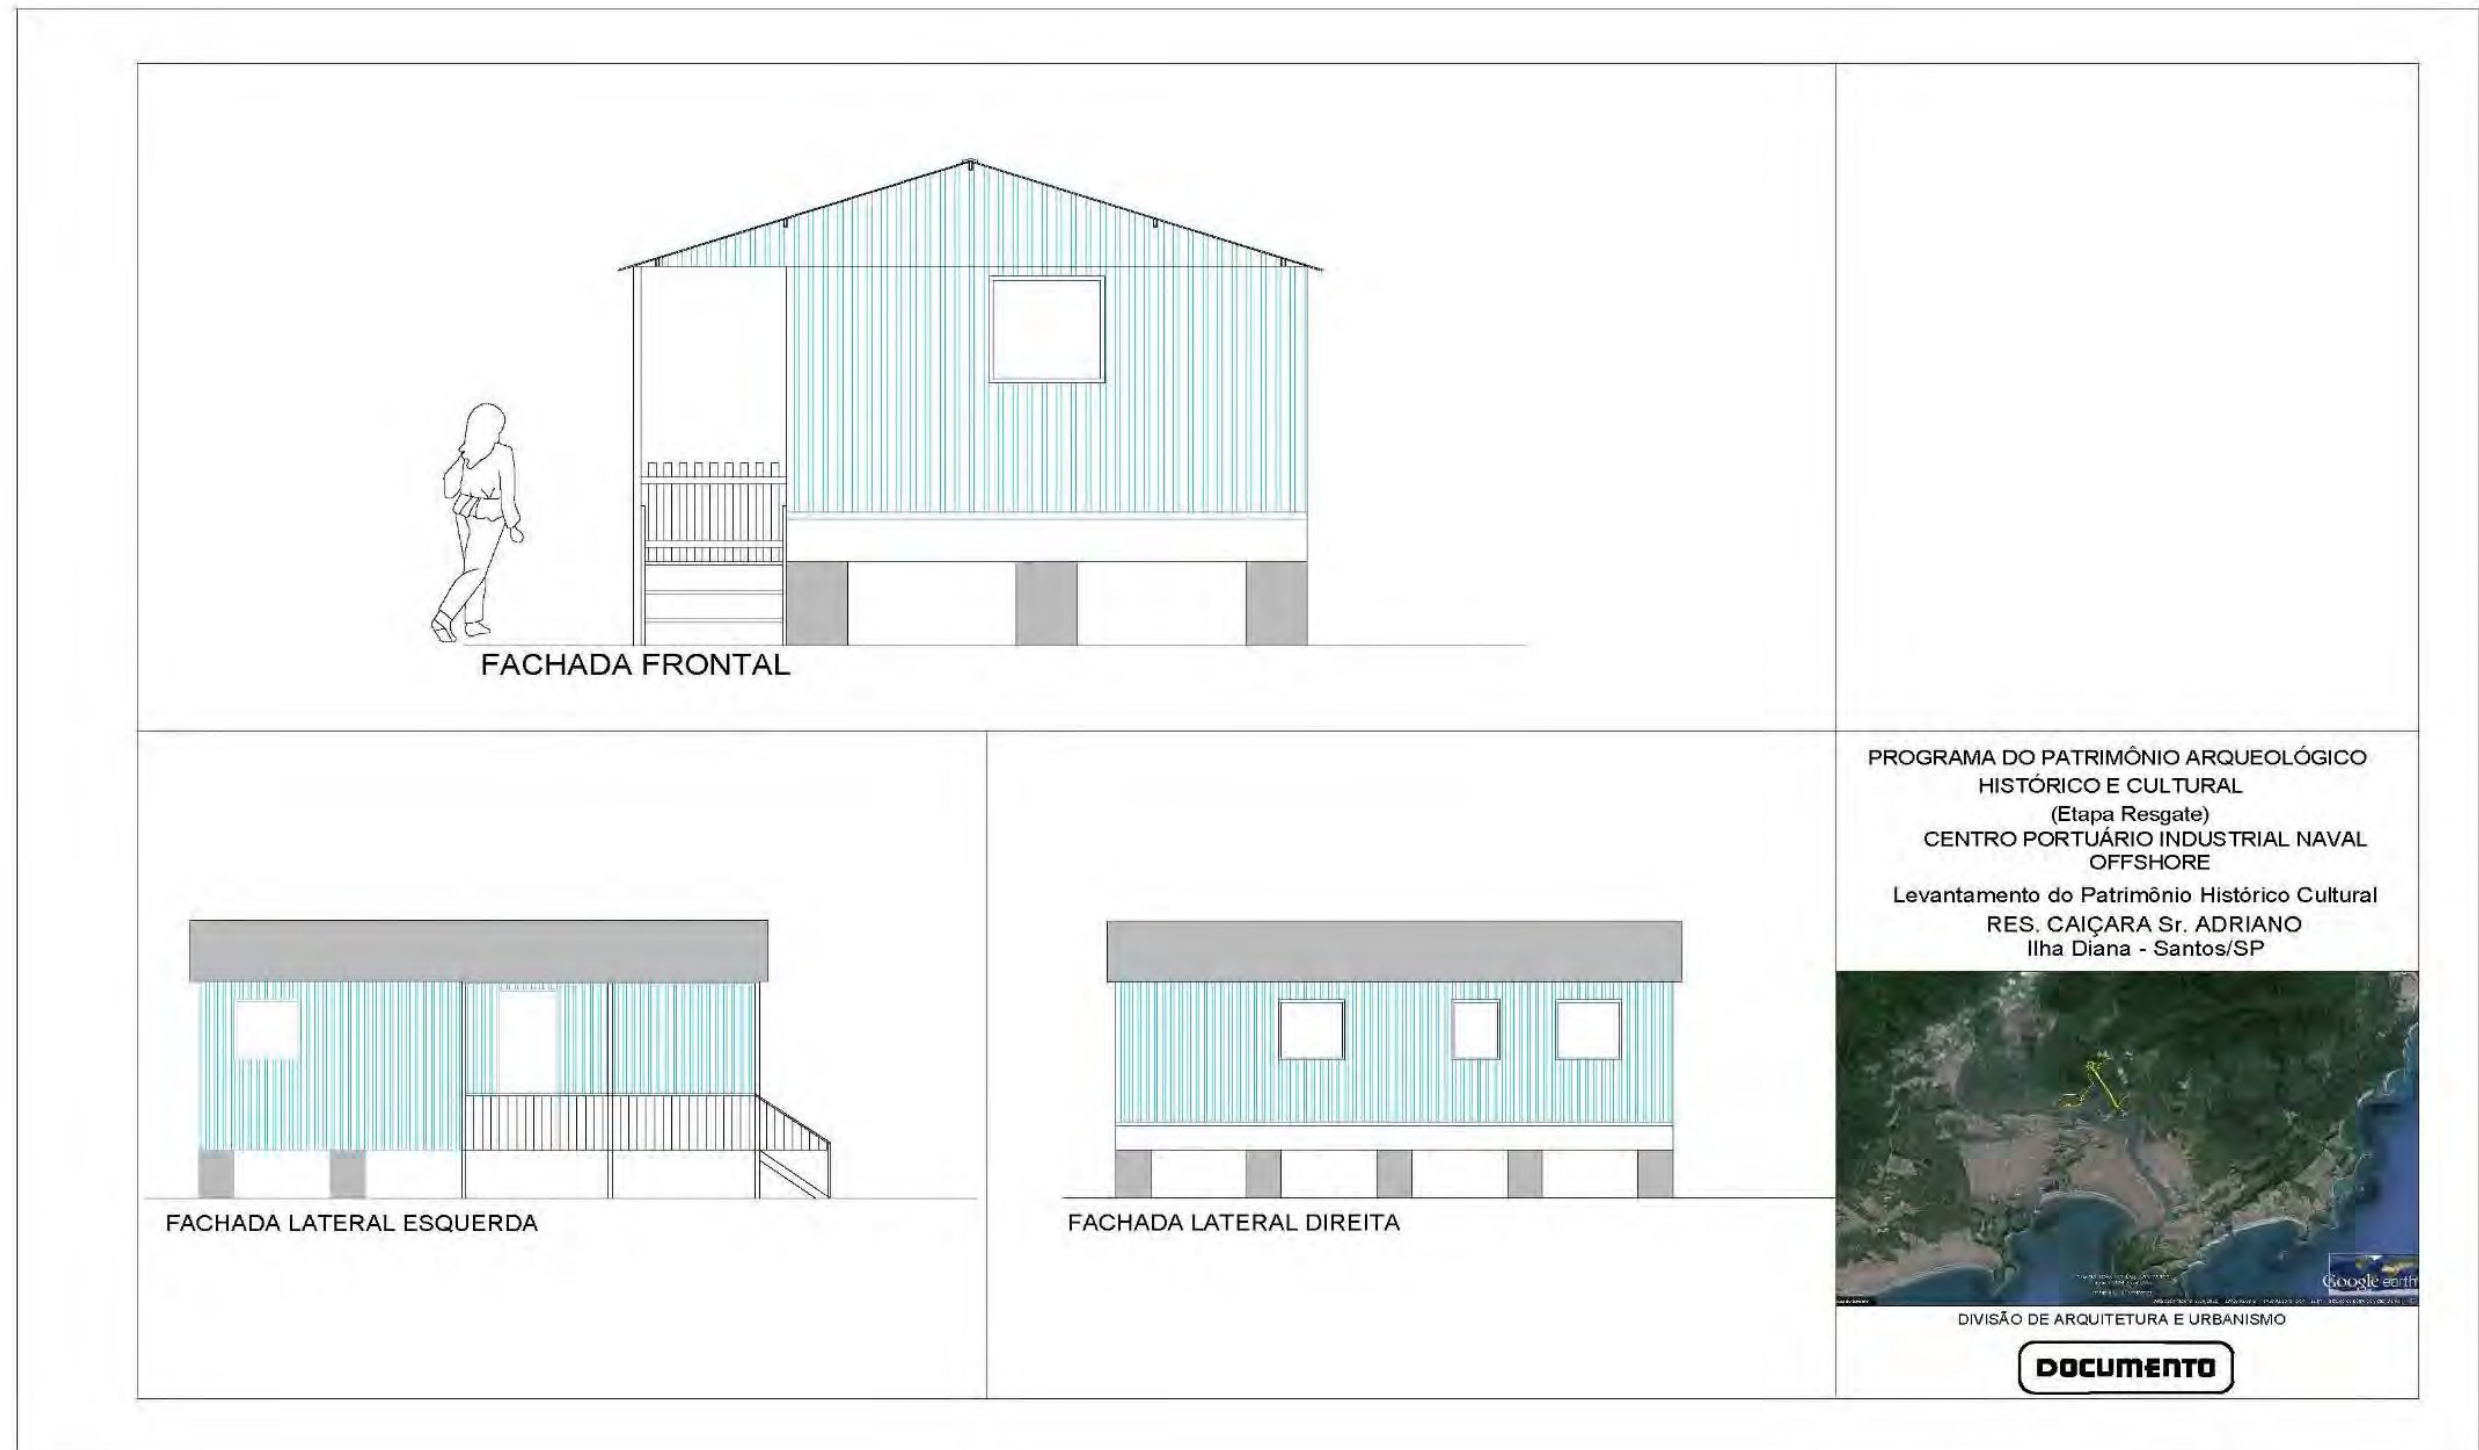 FACHADA FRONTAL
FACHADA LATERAL ESQUERDA
FACHADA LATERAL DIREITA
PROGRAMA DO PATRIMÔNIO ARQUEOLÓGICO
HISTÓRICO E CULTURAL
(Etapa Resgate)
CENTRO PORTUÁRIO INDUSTRIAL NAVAL
OFFSHORE
Levantamento do Patrimônio Histórico Cultural
RES. CAIÇARA Sr. ADRIANO
Ilha Diana - Santos/SP
Google earth
DIVISÃO DE ARQUITETURA E URBANISMO
DOCUMENTO